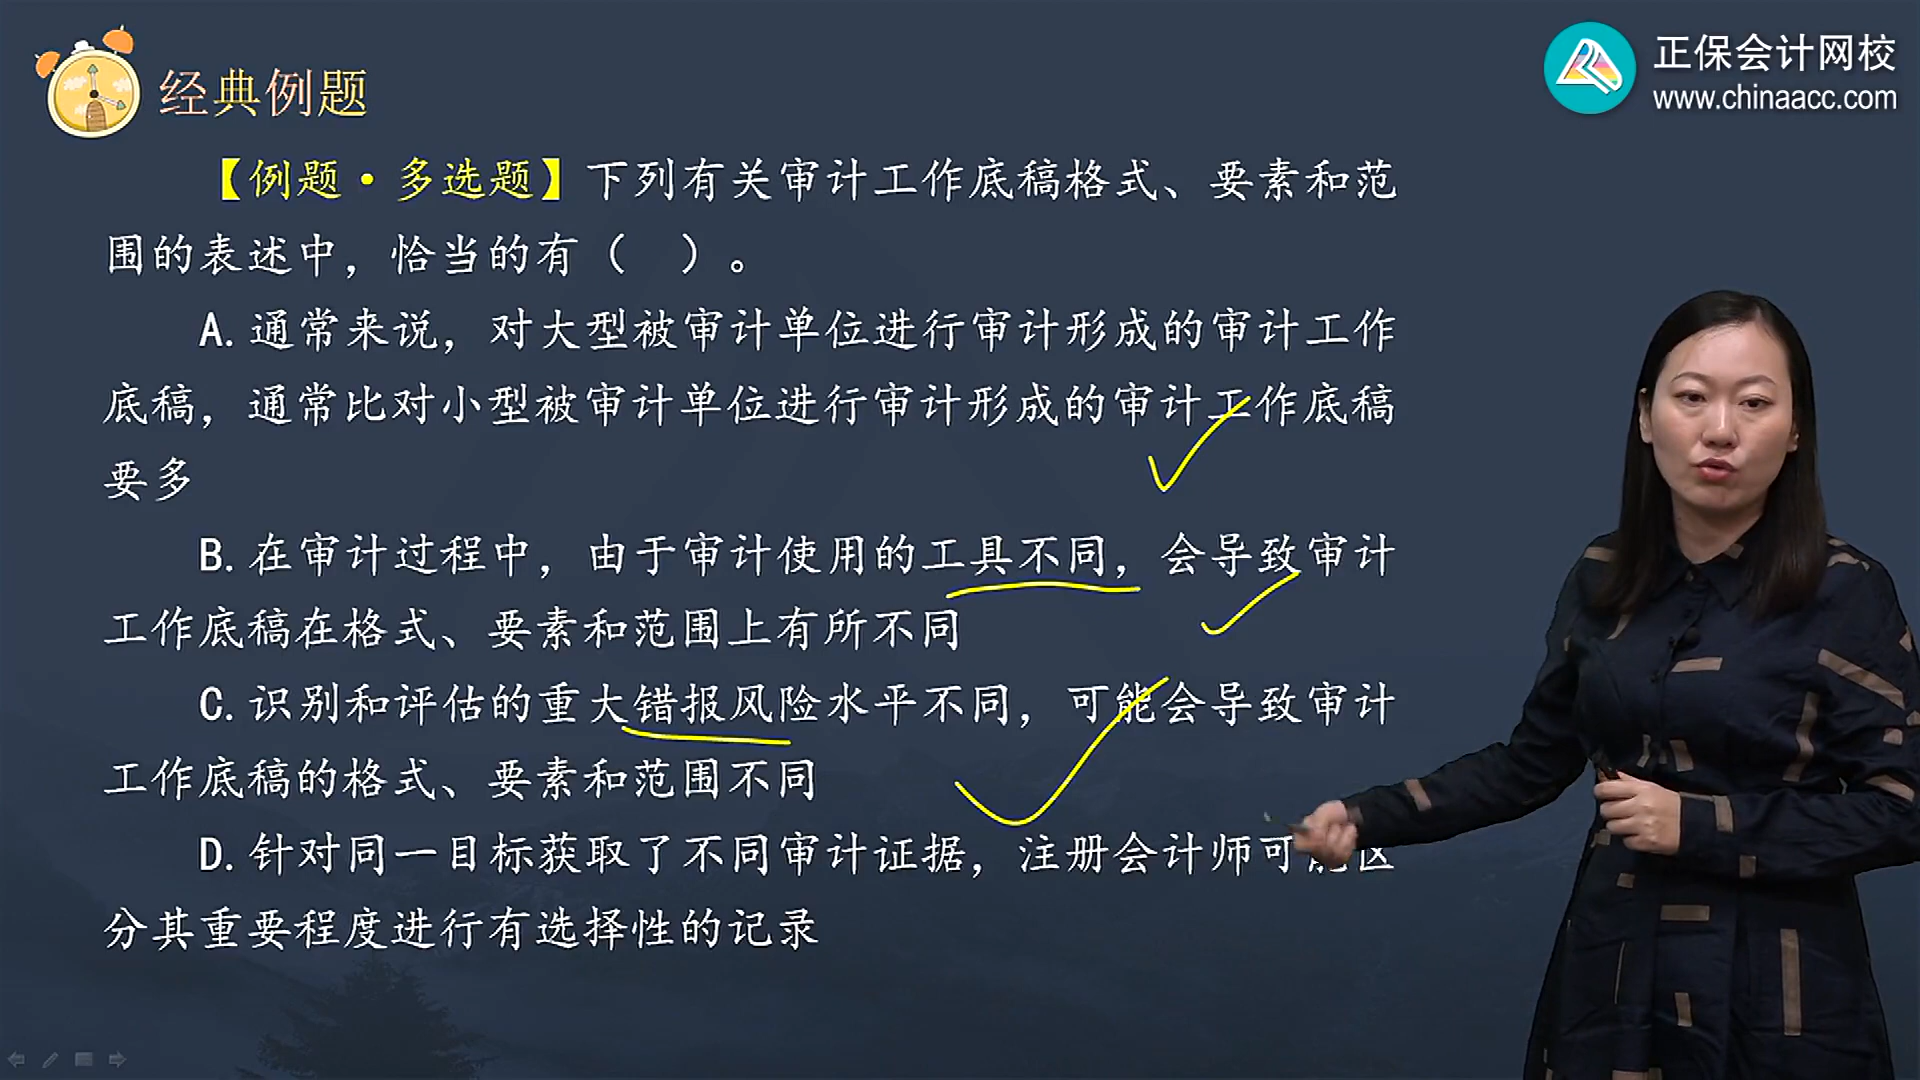 正保会计网校
www.chinaacc.com
经典例题
【例题·多选题】下列有关审计工作底稿格式、要素和范
围的表述中，恰当的有（ ）。
A.通常来说，对大型被审计单位进行审计形成的审计工作
底稿，通常比对小型被审计单位进行审计形成的审计工作底稿
要多
B.在审计过程中，由于审计使用的工具不同，会导致审计
工作底稿在格式、要素和范围上有所不同
C.识别和评估的重大错报风险水平不同，可能会导致审计
工作底稿的格式、要素和范围不同
D.针对同一目标获取了不同审计证据，注册会计师可能区
分其重要程度进行有选择性的记录